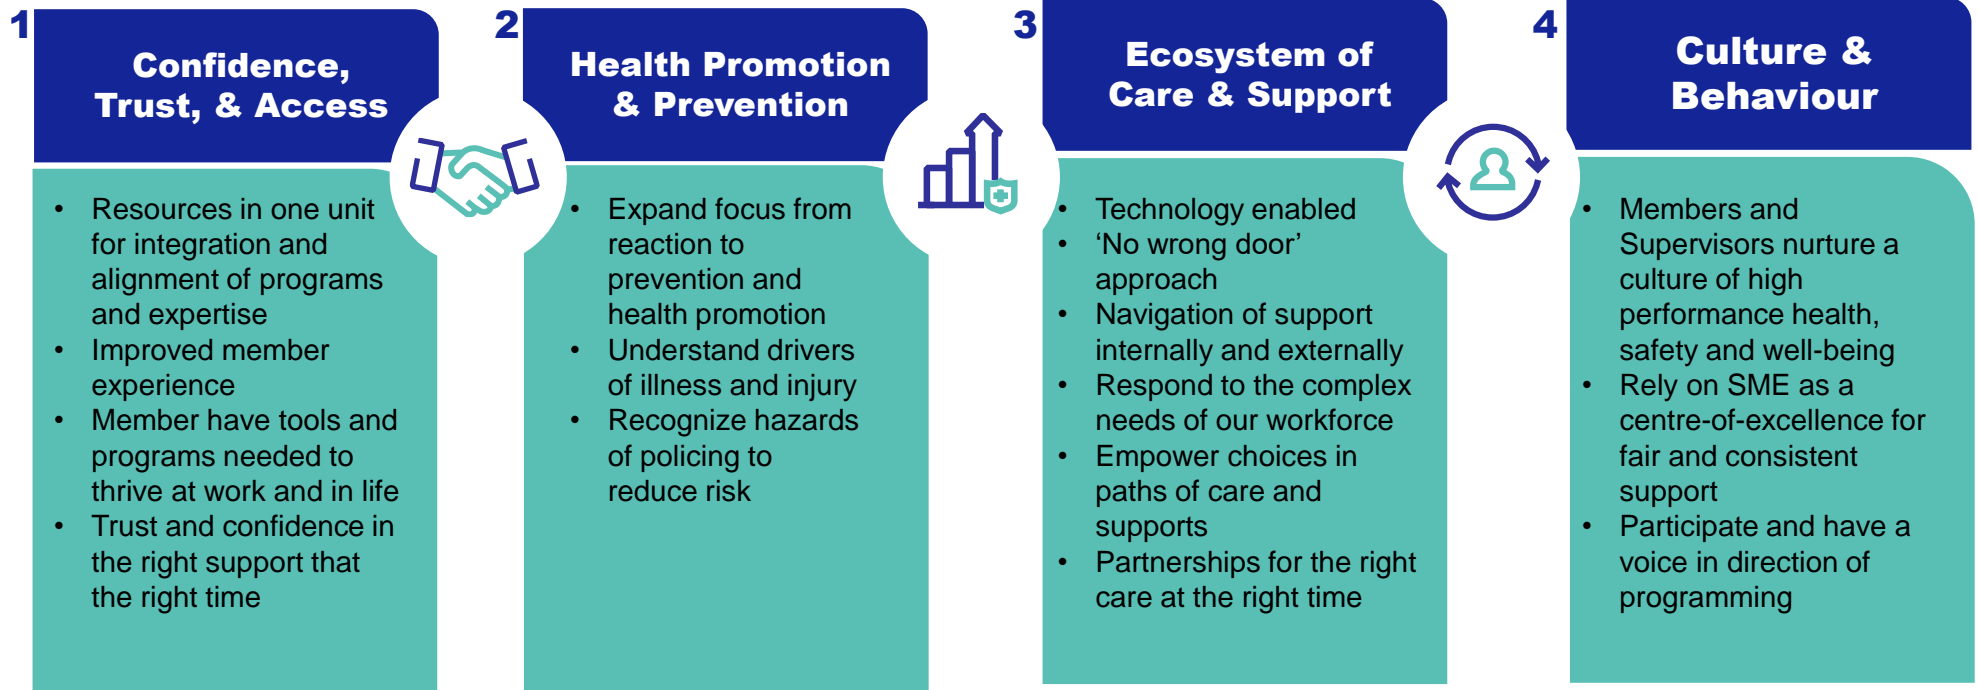 1
Confidence,
Trust, & Access
• Resources in one unit
for integration and
alignment of programs
and expertise
• Improved member
experience
• Member have tools and
programs needed to
thrive at work and in life
• Trust and confidence in
the right support that
the right time
2
Health Promotion
& Prevention
• Expand focus from
reaction to
prevention and
health promotion
• Understand drivers
of illness and injury
• Recognize hazards
of policing to
reduce risk
3
Ecosystem of
Care & Support
• Technology enabled
• ‘No wrong door’
approach
• Navigation of support
internally and externally
• Respond to the complex
needs of our workforce
• Empower choices in
paths of care and
supports
• Partnerships for the right
care at the right time
4
Culture &
Behaviour
• Members and
Supervisors nurture a
culture of high
performance health,
safety and well-being
• Rely on SME as a
centre-of-excellence for
fair and consistent
support
• Participate and have a
voice in direction of
programming